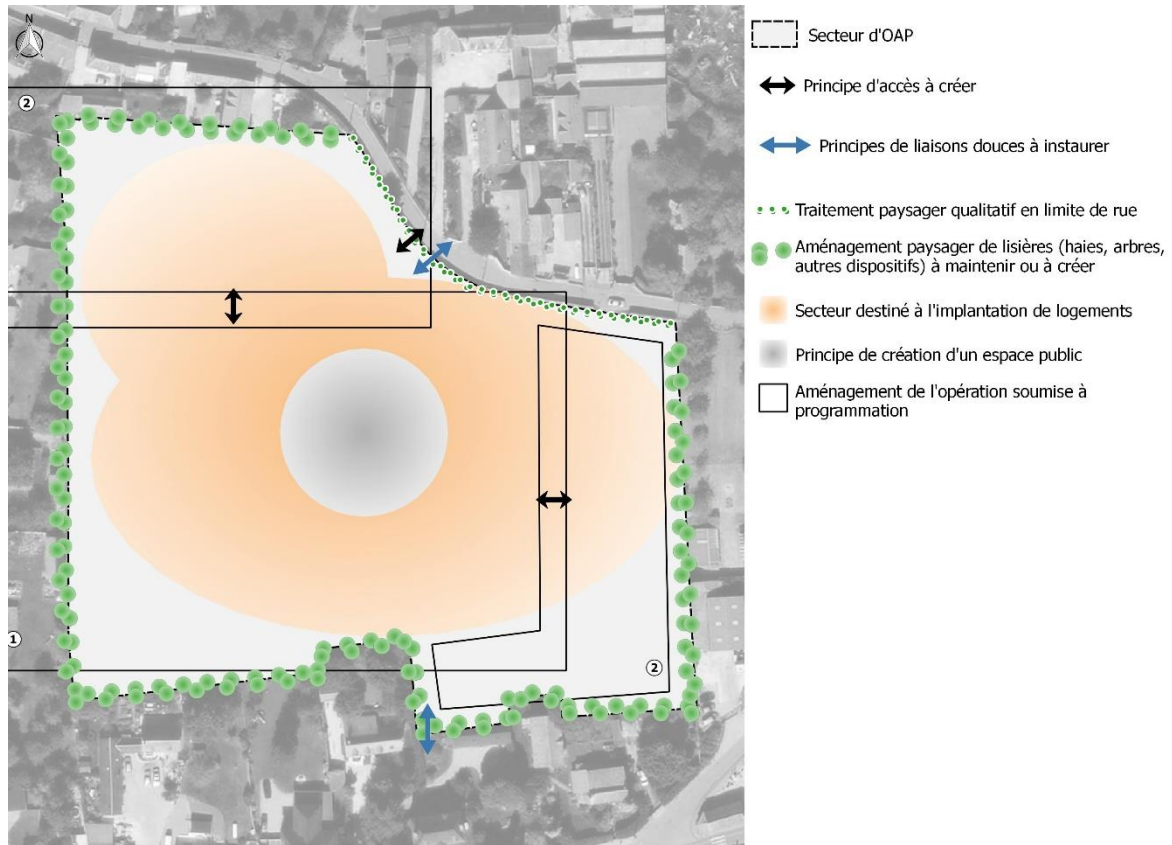 N
Secteur d'OAP
2
Principe d'accès à créer
Principes de liaisons douces à instaurer
Traitement paysager qualitatif en limite de rue
Aménagement paysager de lisières (haies, arbres,
autres dispositifs) à maintenir ou à créer
Secteur destiné à l'implantation de logements
Principe de création d'un espace public
Aménagement de l'opération soumise à
programmation
1
2